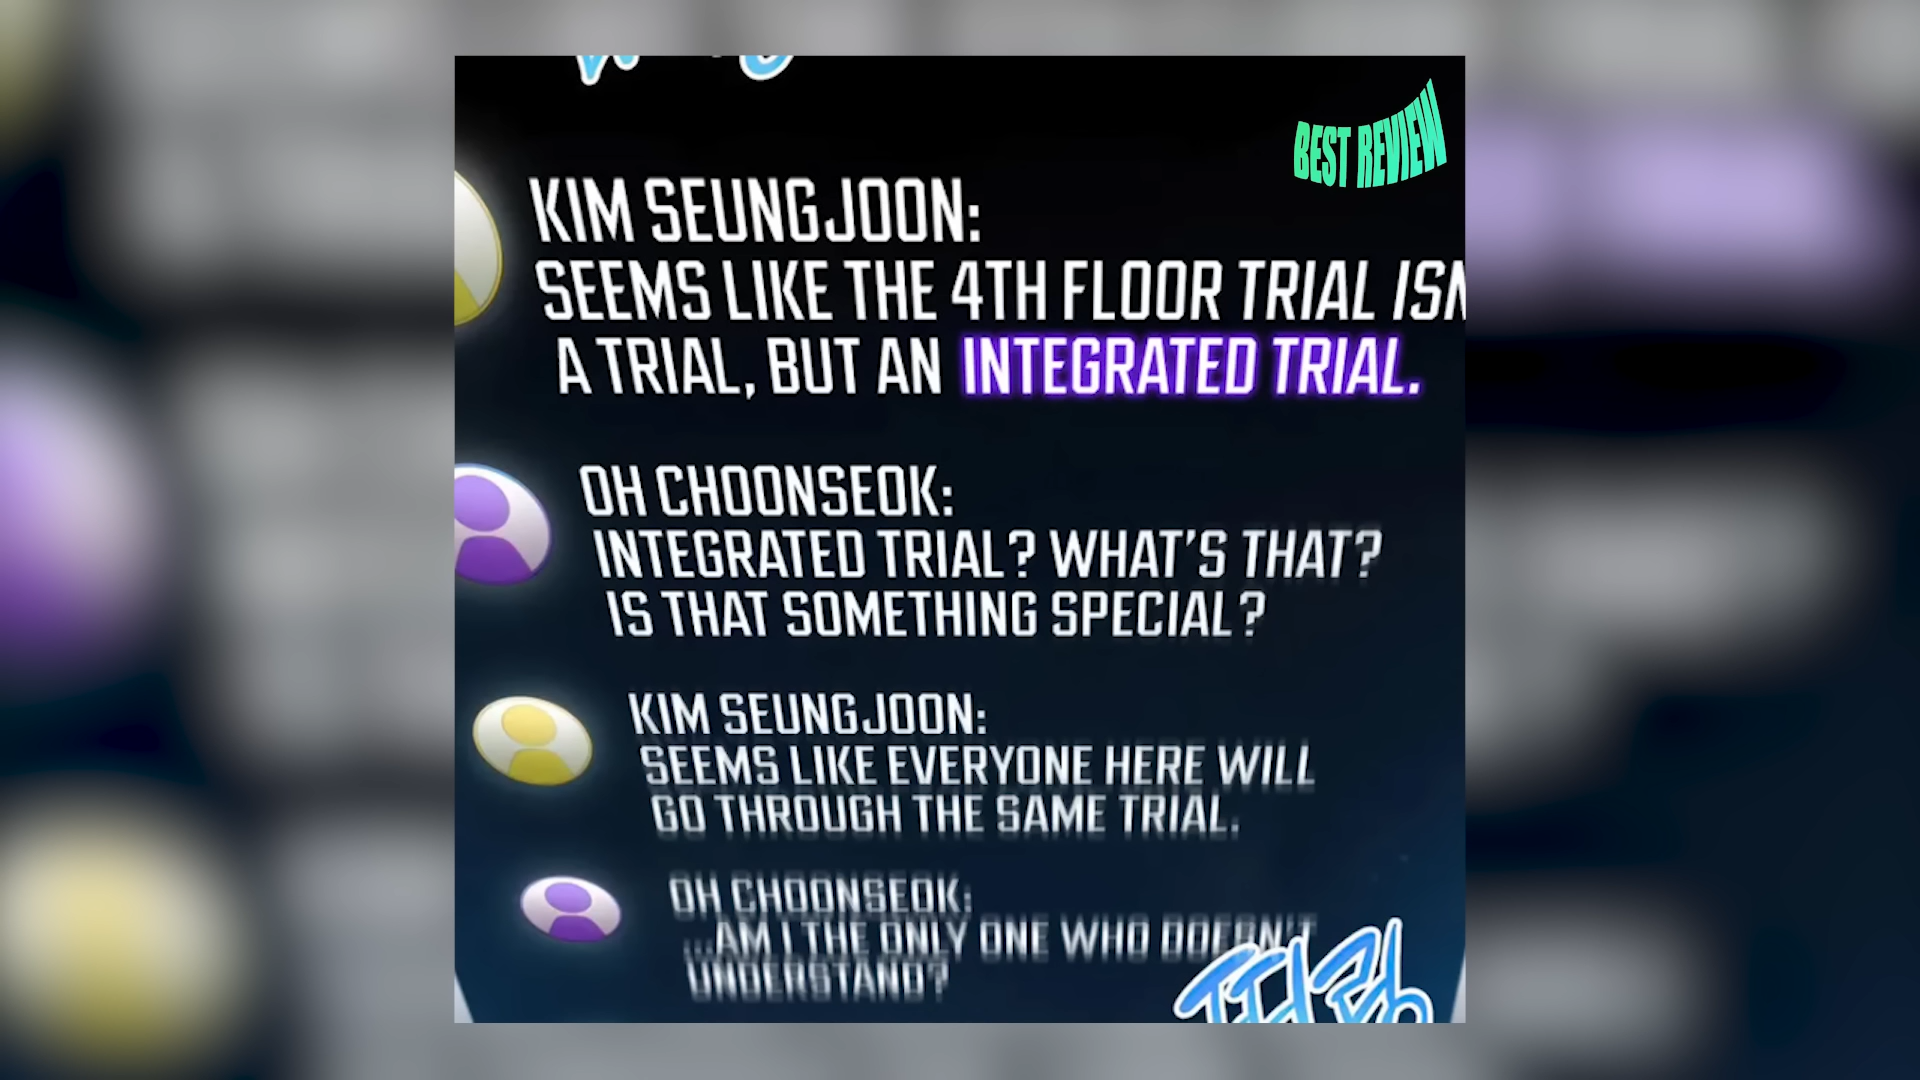 BEST REVIEW
KIM SEUNGJOON:
SEEMS LIKE THE 4TH FLOOR TRIAL ISN
A TRIAL, BUT AN INTEGRATED TRIAL.
OH CHOONSEOK:
INTEGRATED TRIAL? WHAT'S THAT?
IS THAT SOMETHING SPECIAL?
KIM SEUNGJOON:
SEEMS LIKE EVERYONE HERE WILL
GO THROUGH THE SAME TRIAL.
OH CHOONSEOK:
...AM I THE ONLY ONE WHO DOESN'T
UNDERSTAND?